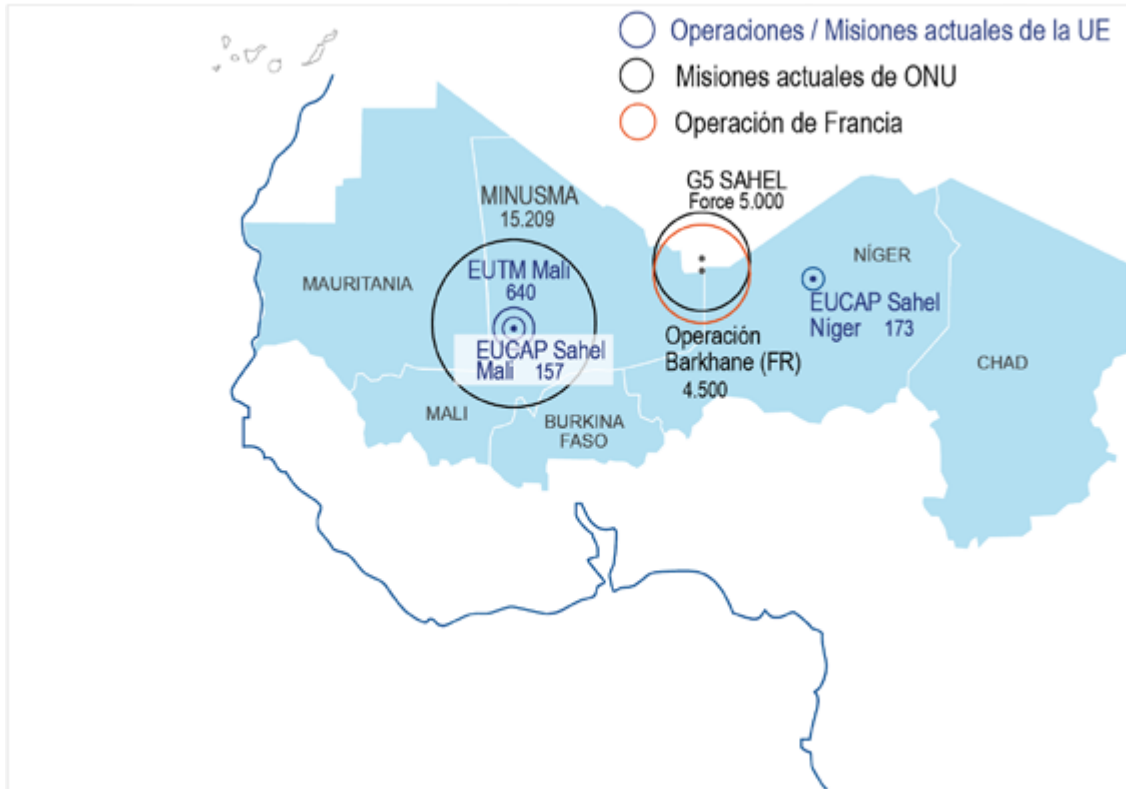 Operaciones / Misiones actuales de la UE
Misiones actuales de ONU
Operación de Francia
G5 SAHEL
Force 5.000
MINUSMA
15.209
NÍGER
MAURITANIA
EUTM Mali
640
EUCAP Sahel
Níger 173
EUCAP Sahel
Mali 157
Operación
Barkhane (FR)
4.500
CHAD
MALI
BURKINA
FASO